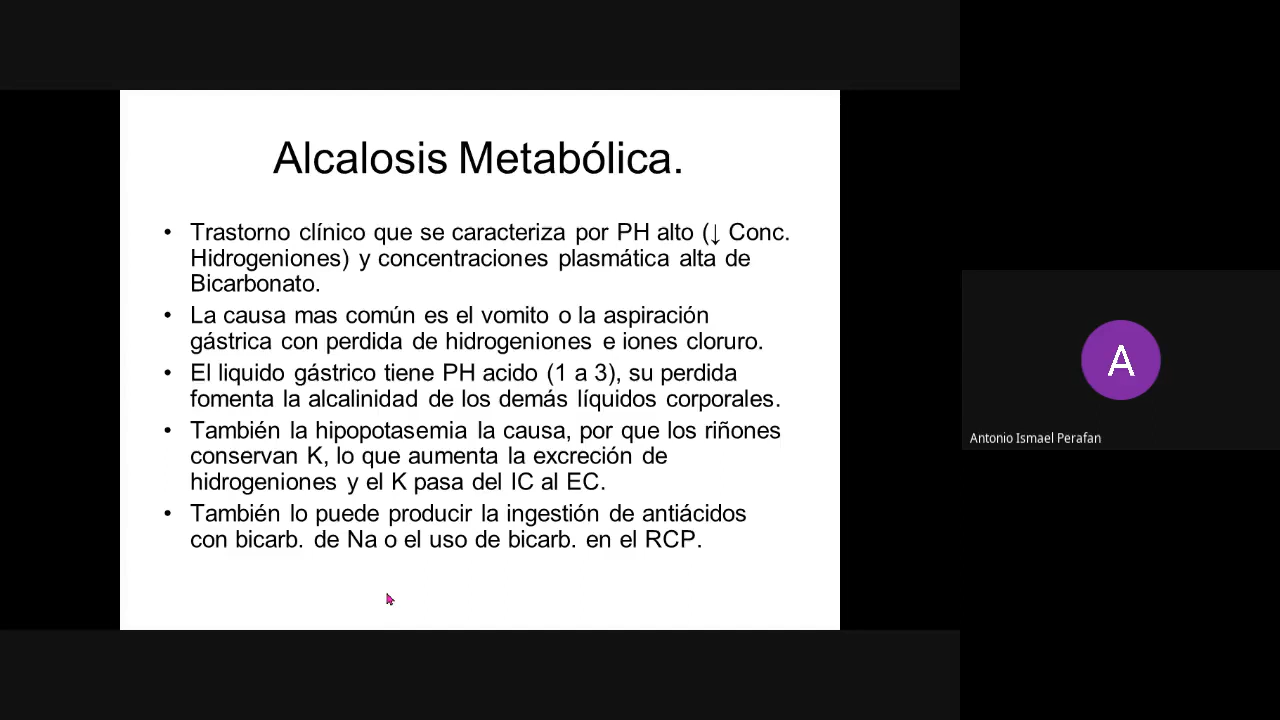 Alcalosis Metabólica.
• Trastorno clínico que se caracteriza por PH alto (↓ Conc.
Hidrogeniones) y concentraciones plasmática alta de
Bicarbonato.
• La causa mas común es el vomito o la aspiración
gástrica con perdida de hidrogeniones e iones cloruro.
• El liquido gástrico tiene PH acido (1 a 3), su perdida
fomenta la alcalinidad de los demás líquidos corporales.
• También la hipopotasemia la causa, por que los riñones
conservan K, lo que aumenta la excreción de
hidrogeniones y el K pasa del IC al EC.
• También lo puede producir la ingestión de antiácidos
con bicarb. de Na o el uso de bicarb. en el RCP.
A
Antonio Ismael Perafan